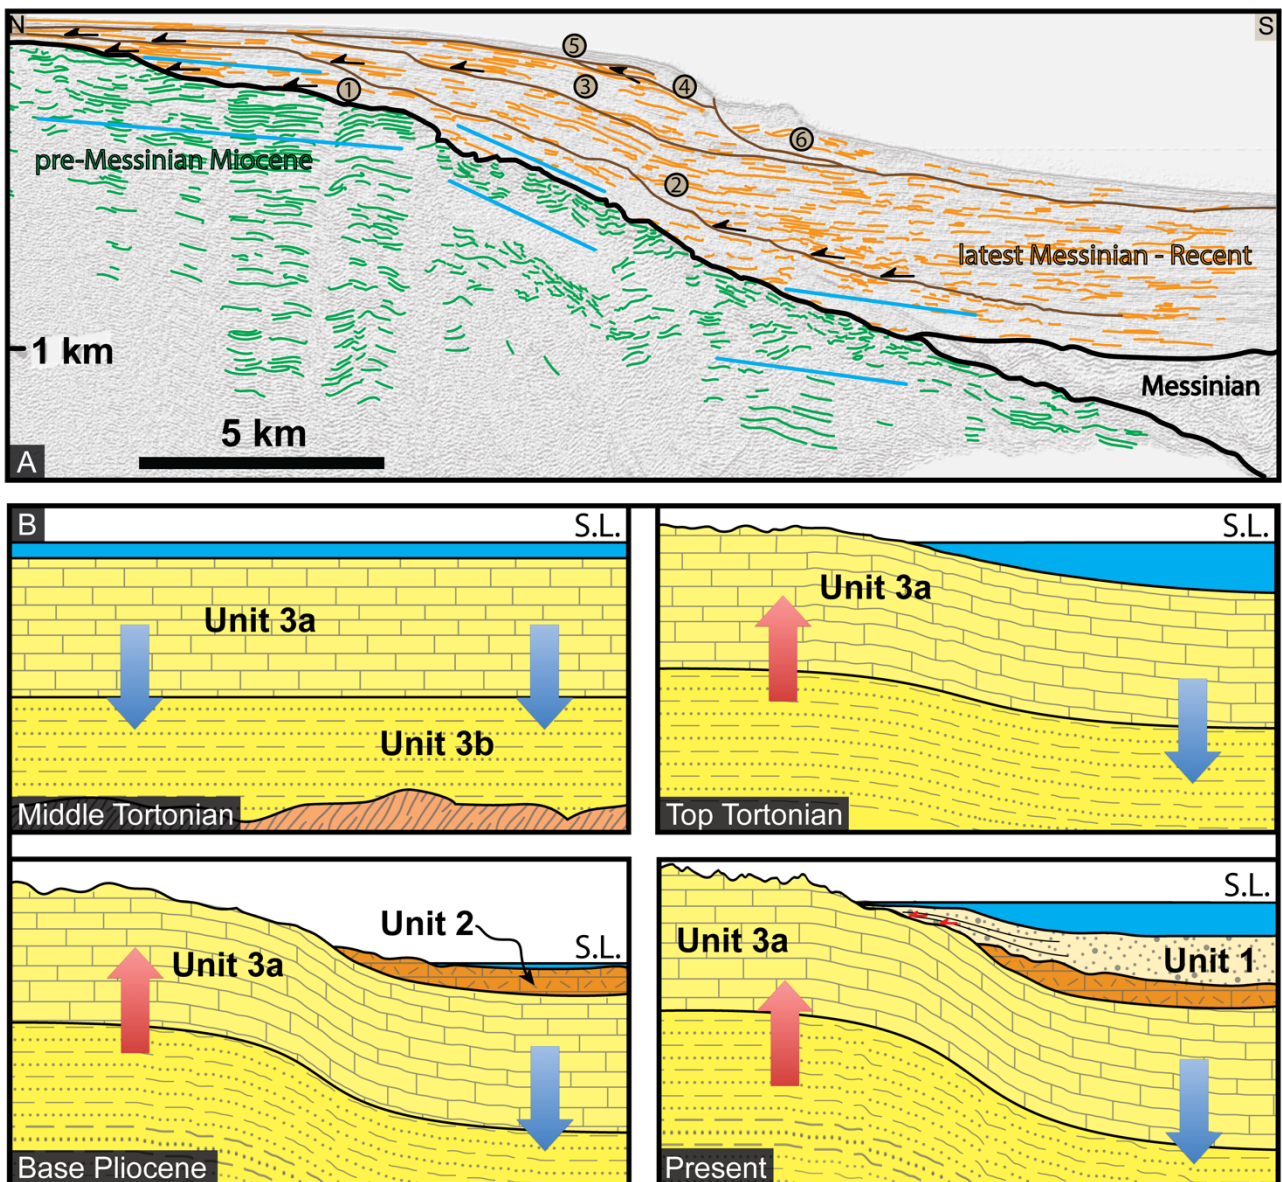 N
S
5
1
3
4
6
pre-Messinian Miocene
2
latest Messinian - Recent
1 km
Messinian
5 km
A
B
S.L.
S.L.
Unit 3a
Unit 3a
Unit 3b
Middle Tortonian
Top Tortonian
S.L.
Unit 2
S.L.
Unit 3a
Unit 3a
Unit 1
Base Pliocene
Present